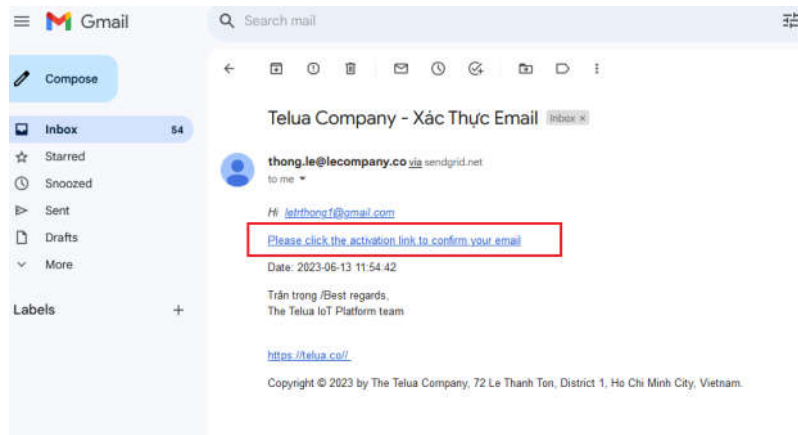 Gmail
Search mail
Compose
Inbox 54
Starred
Snoozed
Sent
Drafts
More
Labels +
Telua Company - Xác Thực Email Inbox ×
thong.le@lecompany.co via sendgrid.net
to me
Hi letrthong1@gmail.com
Please click the activation link to confirm your email
Date: 2023-06-13 11:54:42
Trân trọng /Best regards,
The Telua IoT Platform team
https://telua.co//
Copyright © 2023 by The Telua Company, 72 Le Thanh Ton, District 1, Ho Chi Minh City, Vietnam.